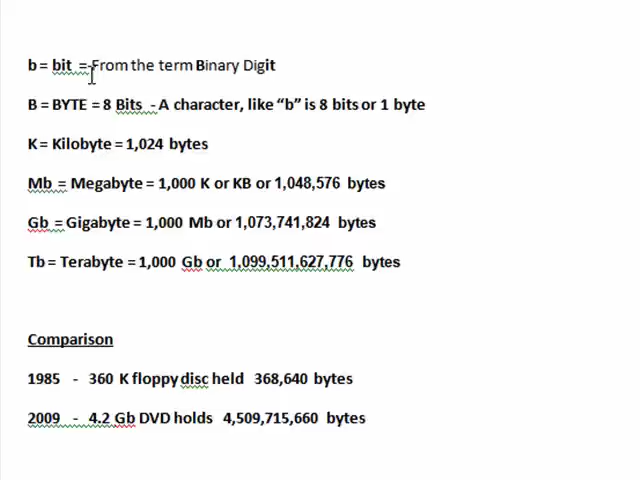 b = bit = From the term Binary Digit
B = BYTE = 8 Bits - A character, like “b” is 8 bits or 1 byte
K = Kilobyte = 1,024 bytes
Mb = Megabyte = 1,000 K or KB or 1,048,576 bytes
Gb = Gigabyte = 1,000 Mb or 1,073,741,824 bytes
Tb = Terabyte = 1,000 Gb or 1,099,511,627,776 bytes
Comparison
1985 - 360 K floppy disc held 368,640 bytes
2009 - 4.2 Gb DVD holds 4,509,715,660 bytes